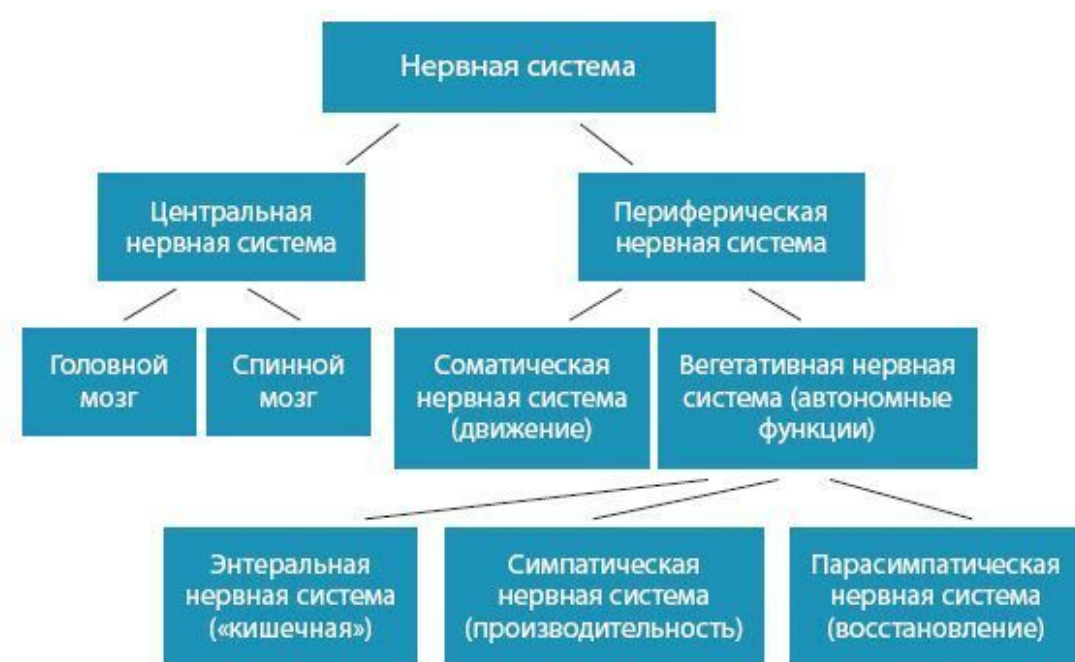 Нервная система
Центральная
нервная система
Периферическая
нервная система
Головной
мозг
Спинной
мозг
Соматическая
нервная система
(движение)
Вегетативная нервная
система (автономные
функции)
Энтеральная
нервная система
(«кишечная»)
Симпатическая
нервная система
(производительность)
Парасимпатическая
нервная система
(восстановление)